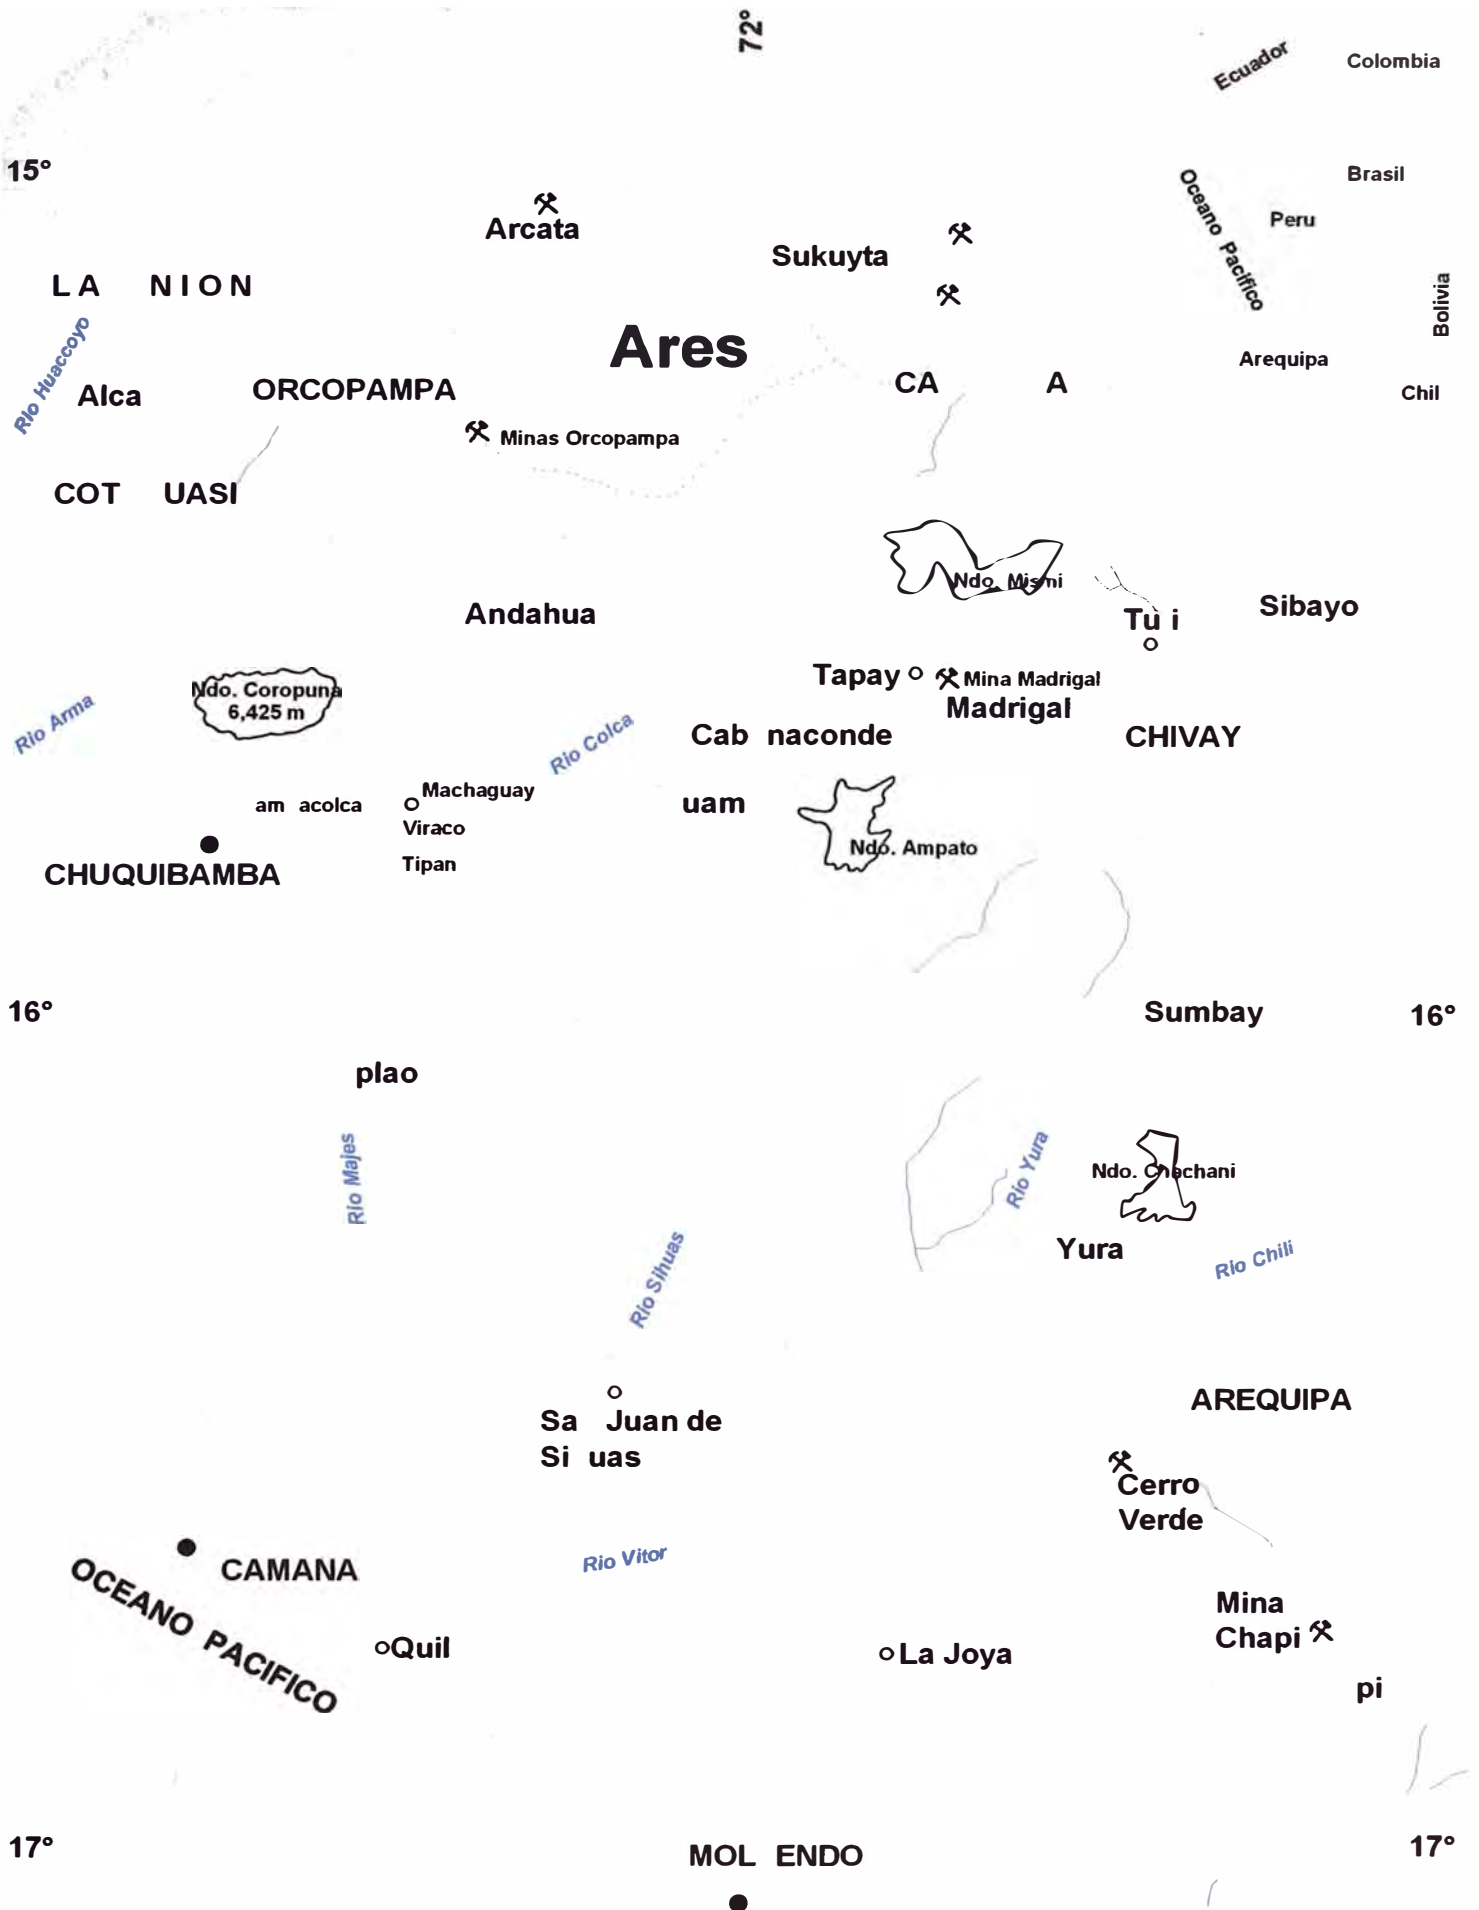 72°
Ecuador
Colombia
15°
Brasil
Oceano Pacifico
Peru
Arcata
Sukuyta
LA NION
Bolivia
Rio Huaccoyo
Ares
Arequipa
CA A
Chil
Alca
ORCOPAMPA
Minas Orcopampa
COT UASI
Ndo. Mismi
Andahua
Tu i
Sibayo
Tapay
Mina Madrigal
Madrigal
Ndo. Coropuna
6,425 m
Rio Arma
Rio Colca
Cab naconde
CHIVAY
am acolca
Machaguay
uam
Viraco
Ndo. Ampato
Tipan
CHUQUIBAMBA
16°
Sumbay
16°
plao
Rio Majes
Rio Yura
Ndo. Chachani
Yura
Rio Chili
Rio Sihuas
AREQUIPA
Sa Juan de
Si uas
Cerro
Verde
CAMANA
Rio Vitor
OCEANO PACIFICO
Mina
Chapi
Quil
La Joya
pi
17°
17°
MOL ENDO